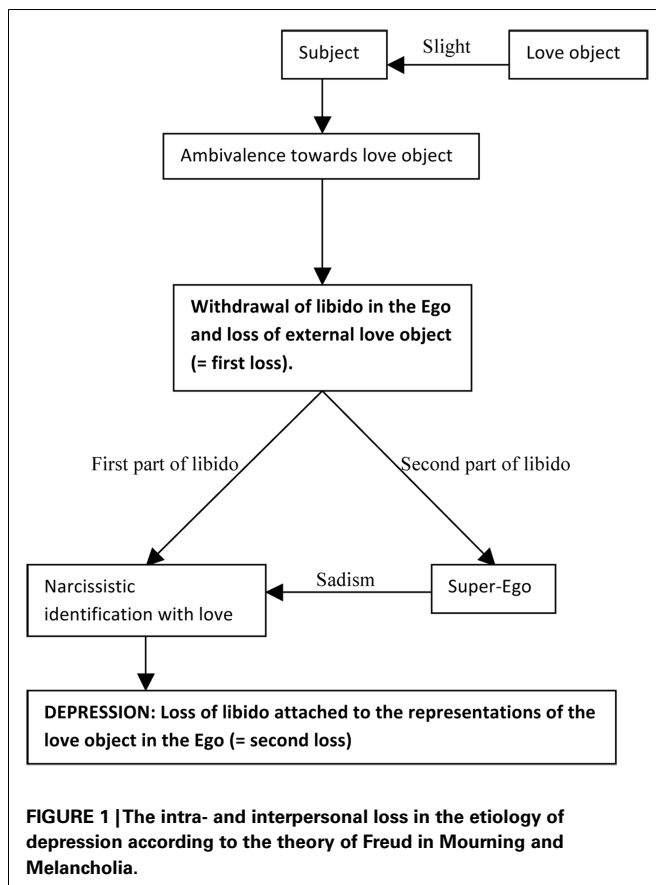 Subject
Slight
Love object
Ambivalence towards love object
Withdrawal of libido in the Ego
and loss of external love object
(= first loss).
First part of libido
Second part of libido
Narcissistic
identification with love
Sadism
Super-Ego
DEPRESSION: Loss of libido attached to the representations of the
love object in the Ego (= second loss)
FIGURE 1 | The intra- and interpersonal loss in the etiology of
depression according to the theory of Freud in Mourning and
Melancholia.